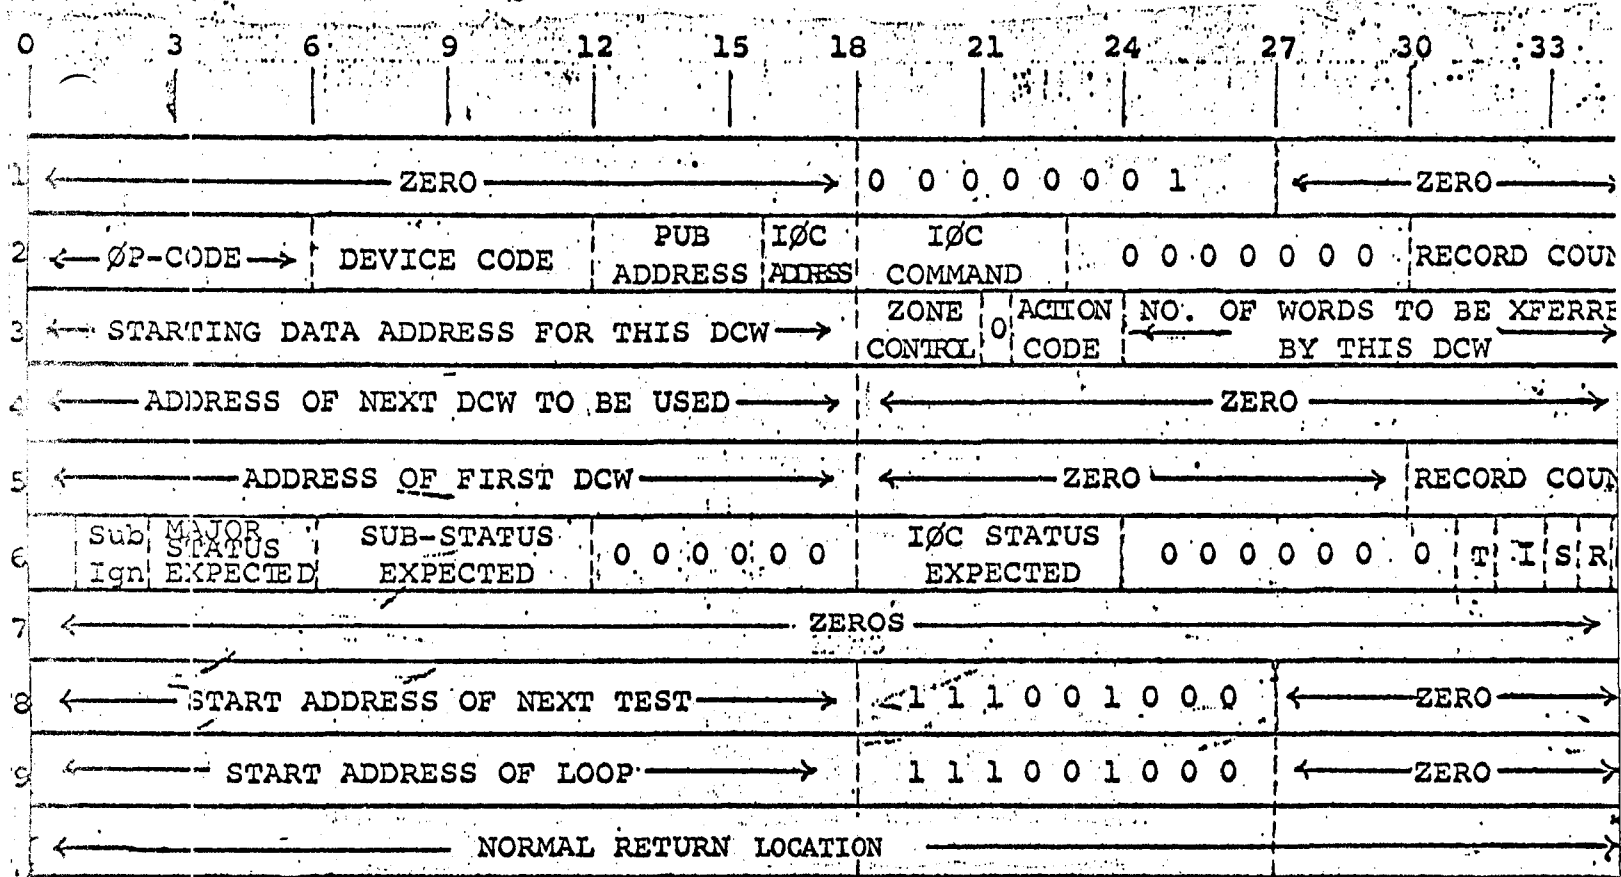 0 3 6 9 12 15 18 21 24 27 30 33
1 ZERO 0 0 0 0 0 0 0 1 ZERO
2 ØP-CODE DEVICE CODE PUB ADDRESS IØC ADDRESS IØC COMMAND 0 0 0 0 0 0 0 RECORD COUN
3 STARTING DATA ADDRESS FOR THIS DCW ZONE CONTROL 0 ACTION CODE NO. OF WORDS TO BE XFERRE BY THIS DCW
4 ADDRESS OF NEXT DCW TO BE USED ZERO
5 ADDRESS OF FIRST DCW ZERO RECORD COUN
6 Sub Ign MAJOR STATUS EXPECTED SUB-STATUS EXPECTED 0 0 0 0 0 0 IØC STATUS EXPECTED 0 0 0 0 0 0 0 T I S R
7 ZEROS
8 START ADDRESS OF NEXT TEST 1 1 1 0 0 1 0 0 0 ZERO
9 START ADDRESS OF LOOP 1 1 1 0 0 1 0 0 0 ZERO
NORMAL RETURN LOCATION